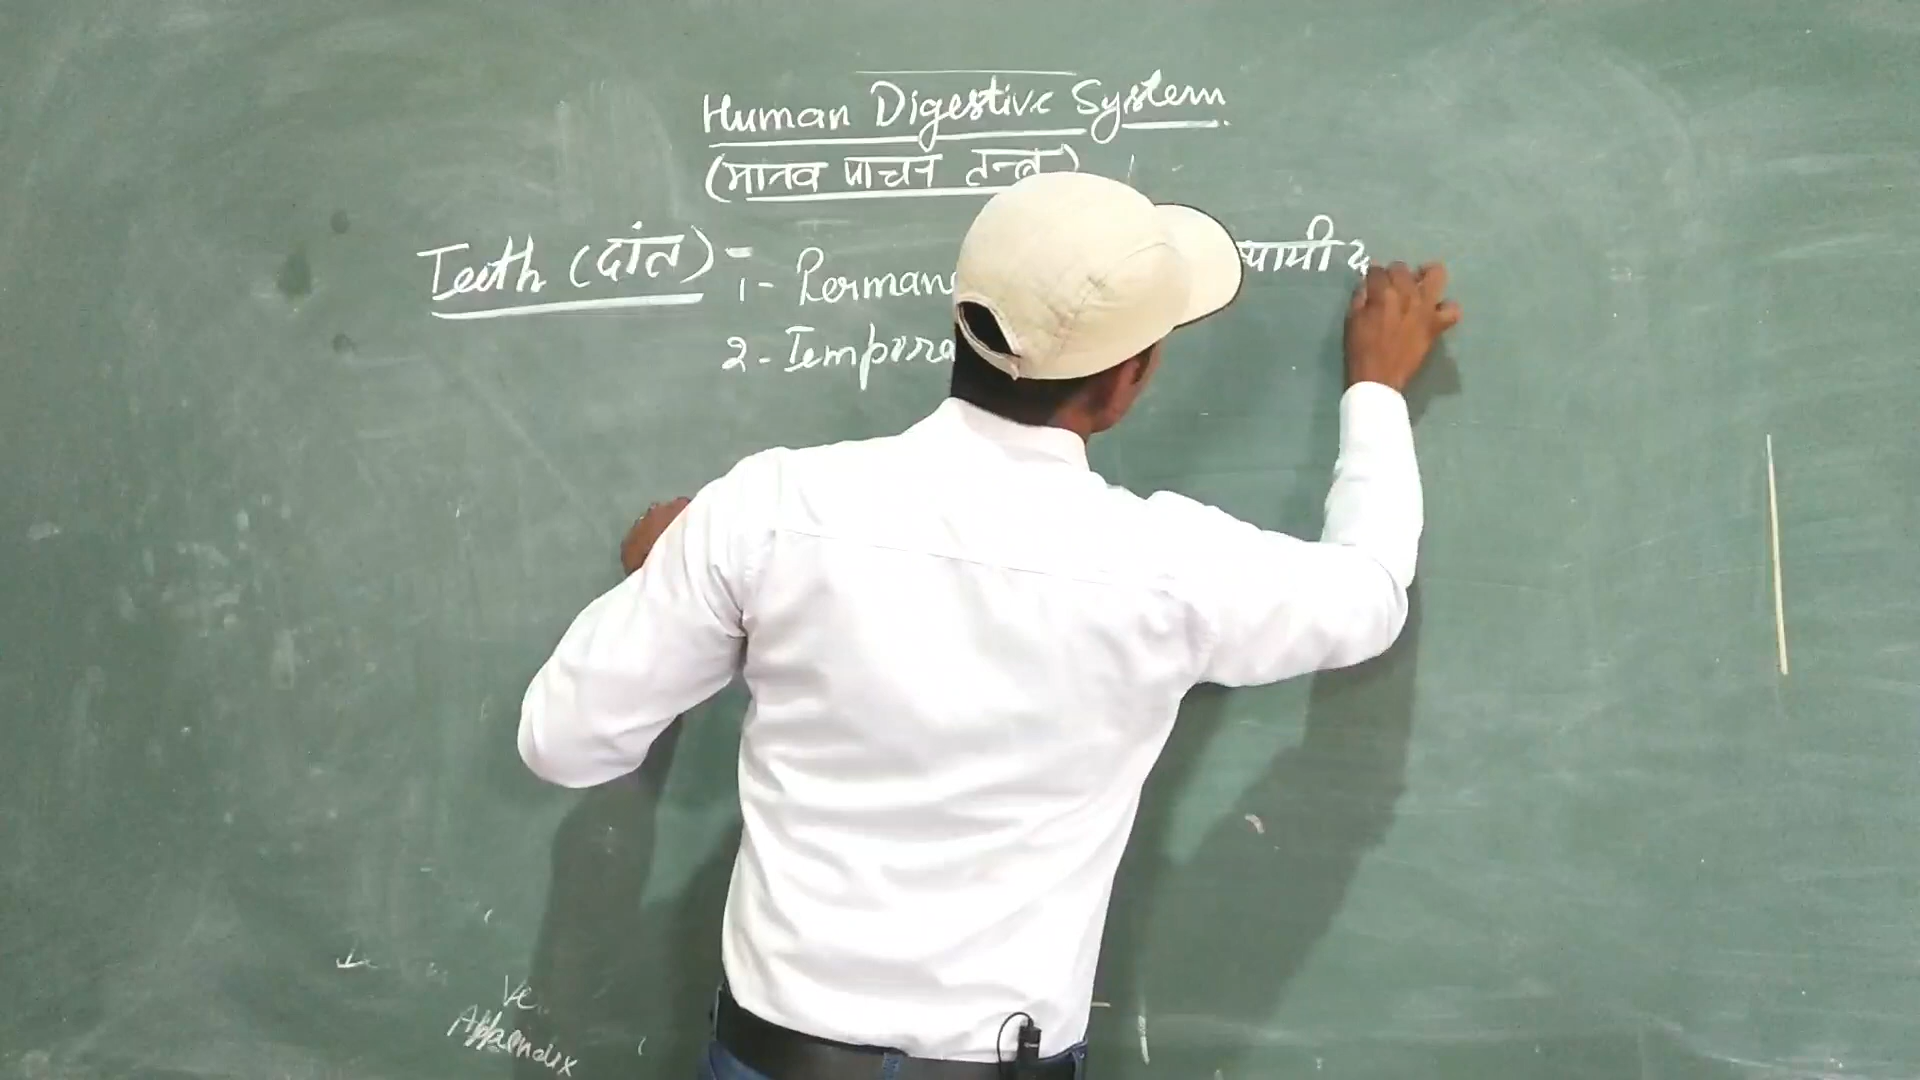 Human Digestive System
(मानव पाचन तन्त्र)
Teeth (दांत) -
1 - Perman
2 - Tempora
Appendix